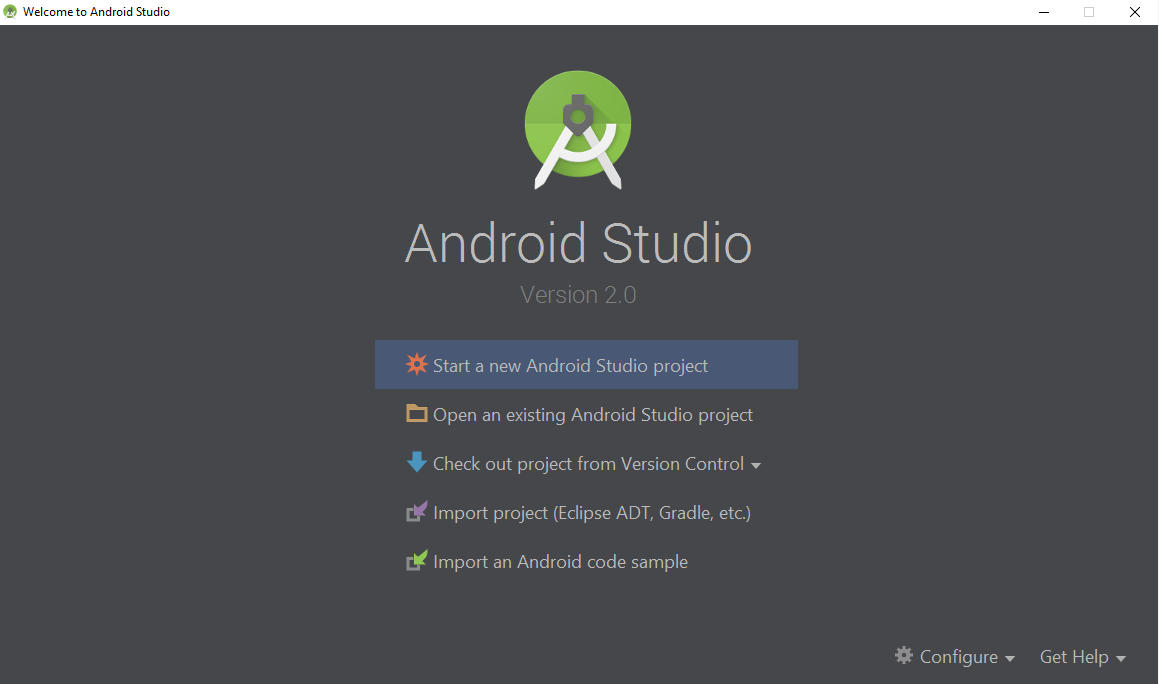 Welcome to Android Studio
Android Studio
Version 2.0
Start a new Android Studio project
Open an existing Android Studio project
Check out project from Version Control
Import project (Eclipse ADT, Gradle, etc.)
Import an Android code sample
Configure Get Help